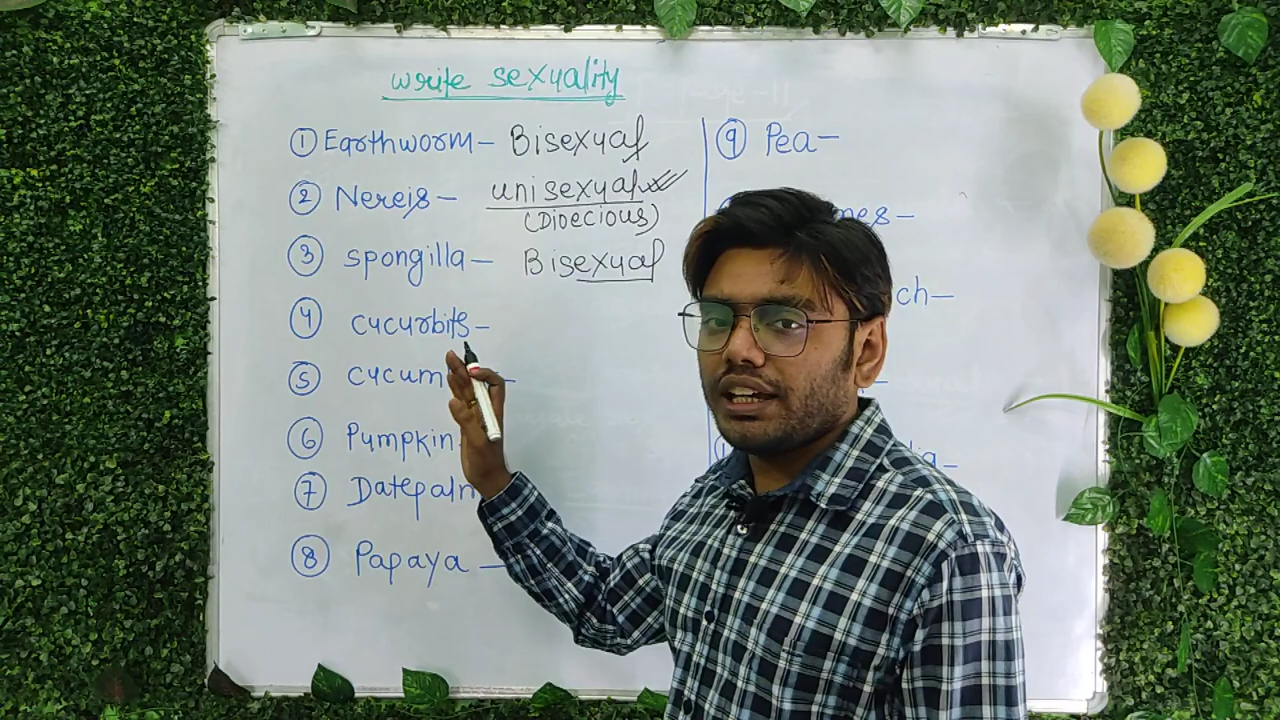 write sexuality
① Earthworm – Bisexual
② Nereis – unisexual
(Dioecious)
③ spongilla – Bisexual
④ cucurbits –
⑤ cucum
⑥ Pumpkin
⑦ Datepalm
⑧ Papaya –
⑨ Pea –